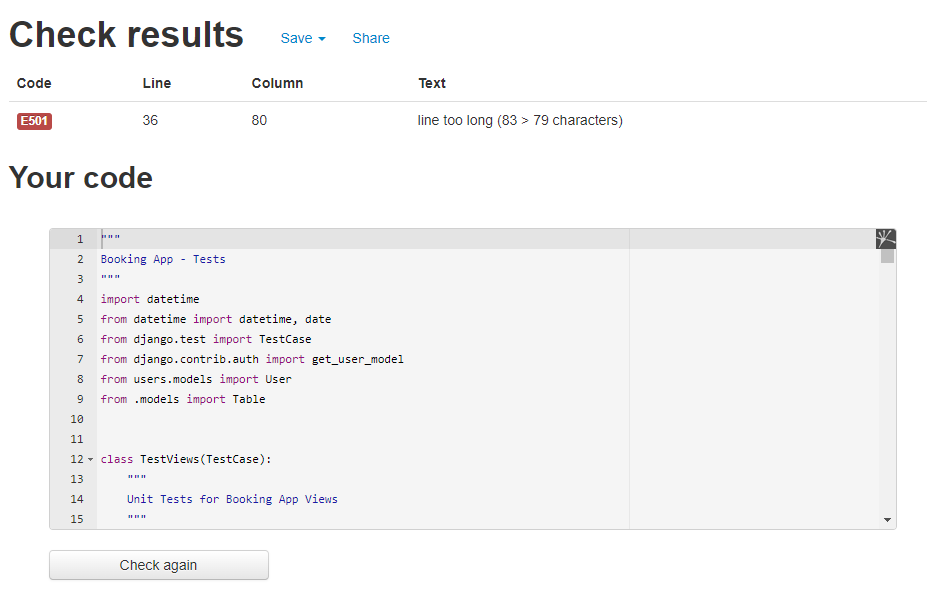 Check results Save Share
Code Line Column Text
E501 36 80 line too long (83 > 79 characters)
Your code
1 """
2 Booking App - Tests
3 """
4 import datetime
5 from datetime import datetime, date
6 from django.test import TestCase
7 from django.contrib.auth import get_user_model
8 from users.models import User
9 from .models import Table
10
11
12 class TestViews(TestCase):
13     """
14     Unit Tests for Booking App Views
15     """
Check again